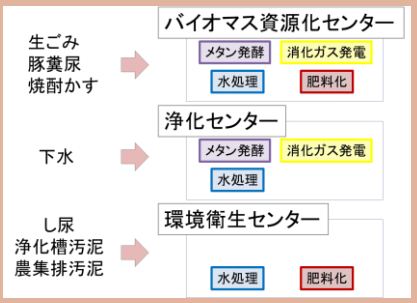 バイオマス資源化センター
生ごみ
豚糞尿
焼酎かす
メタン発酵 消化ガス発電
水処理 肥料化
浄化センター
下水
メタン発酵 消化ガス発電
水処理
環境衛生センター
し尿
浄化槽汚泥
農集排汚泥
水処理 肥料化